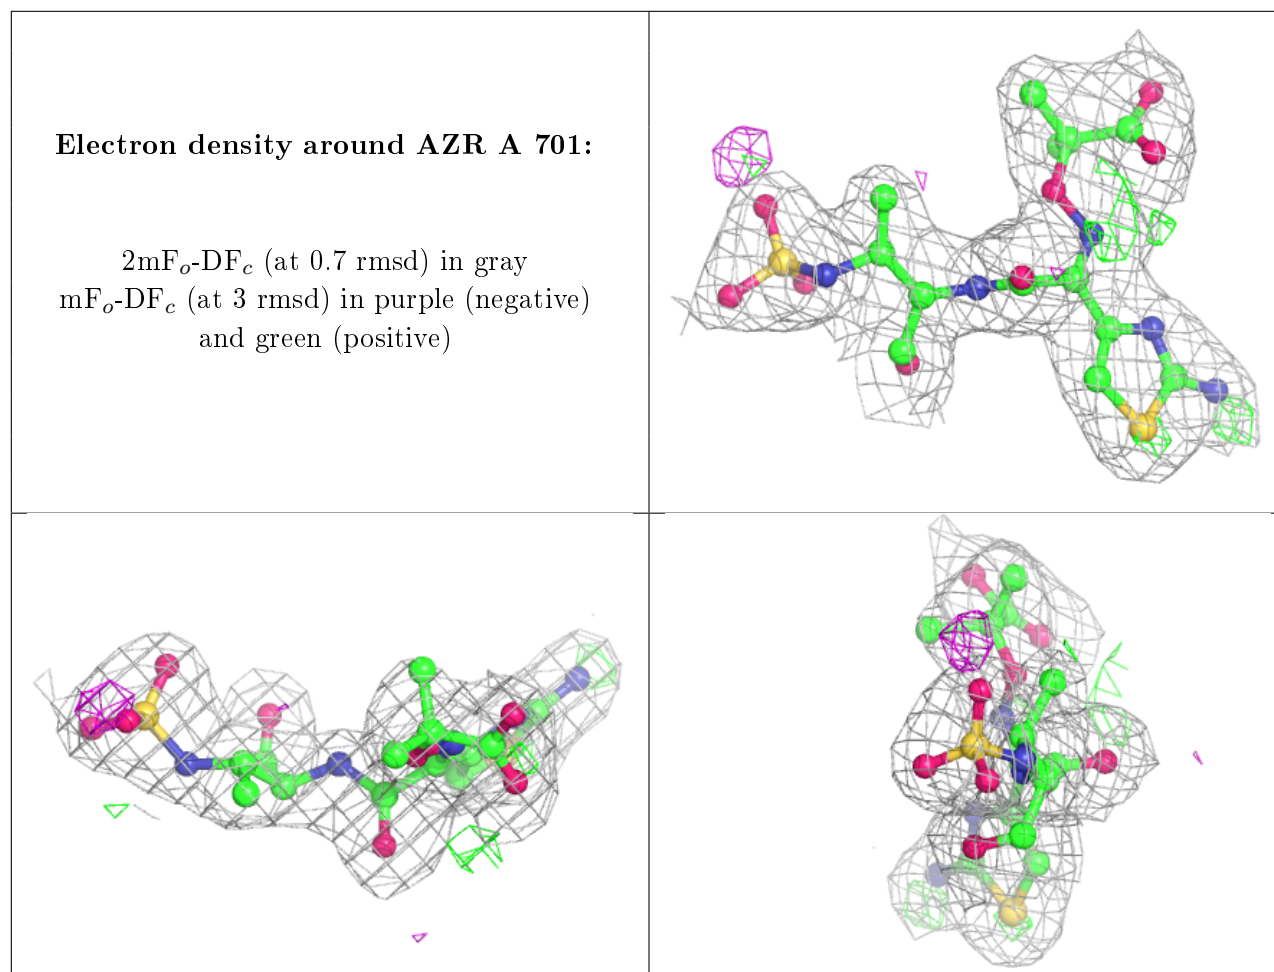 Electron density around AZR A 701:
2mFₒ-DF𝒸 (at 0.7 rmsd) in gray
mFₒ-DF𝒸 (at 3 rmsd) in purple (negative)
and green (positive)